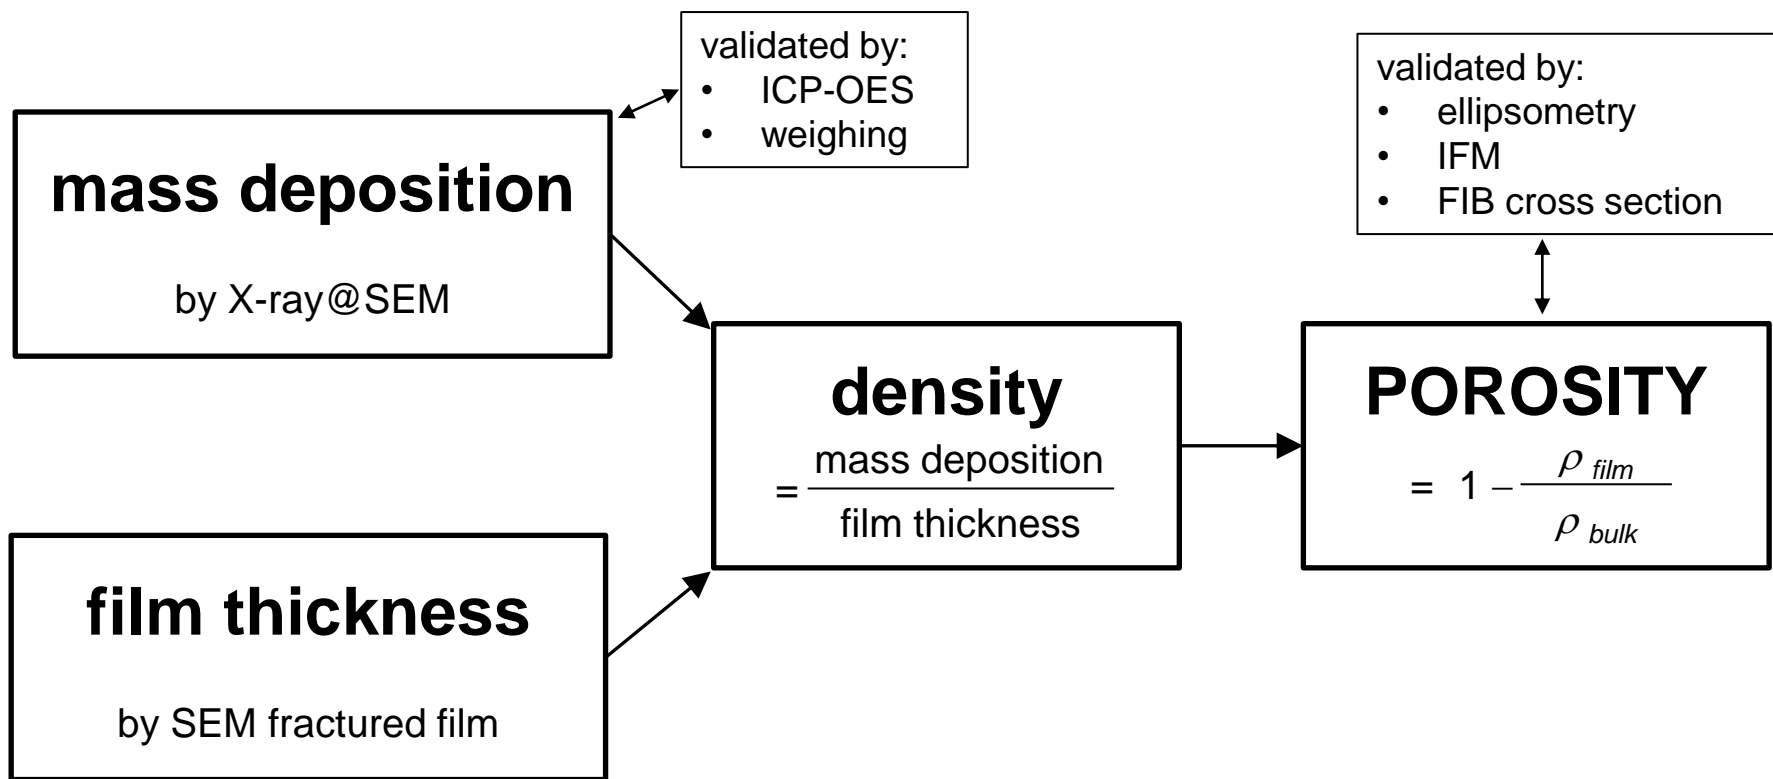 validated by:
• ICP-OES
• weighing
validated by:
• ellipsometry
• IFM
• FIB cross section
mass deposition
by X-ray@SEM
density
= mass deposition
film thickness
POROSITY
= 1 − ρ film
ρ bulk
film thickness
by SEM fractured film